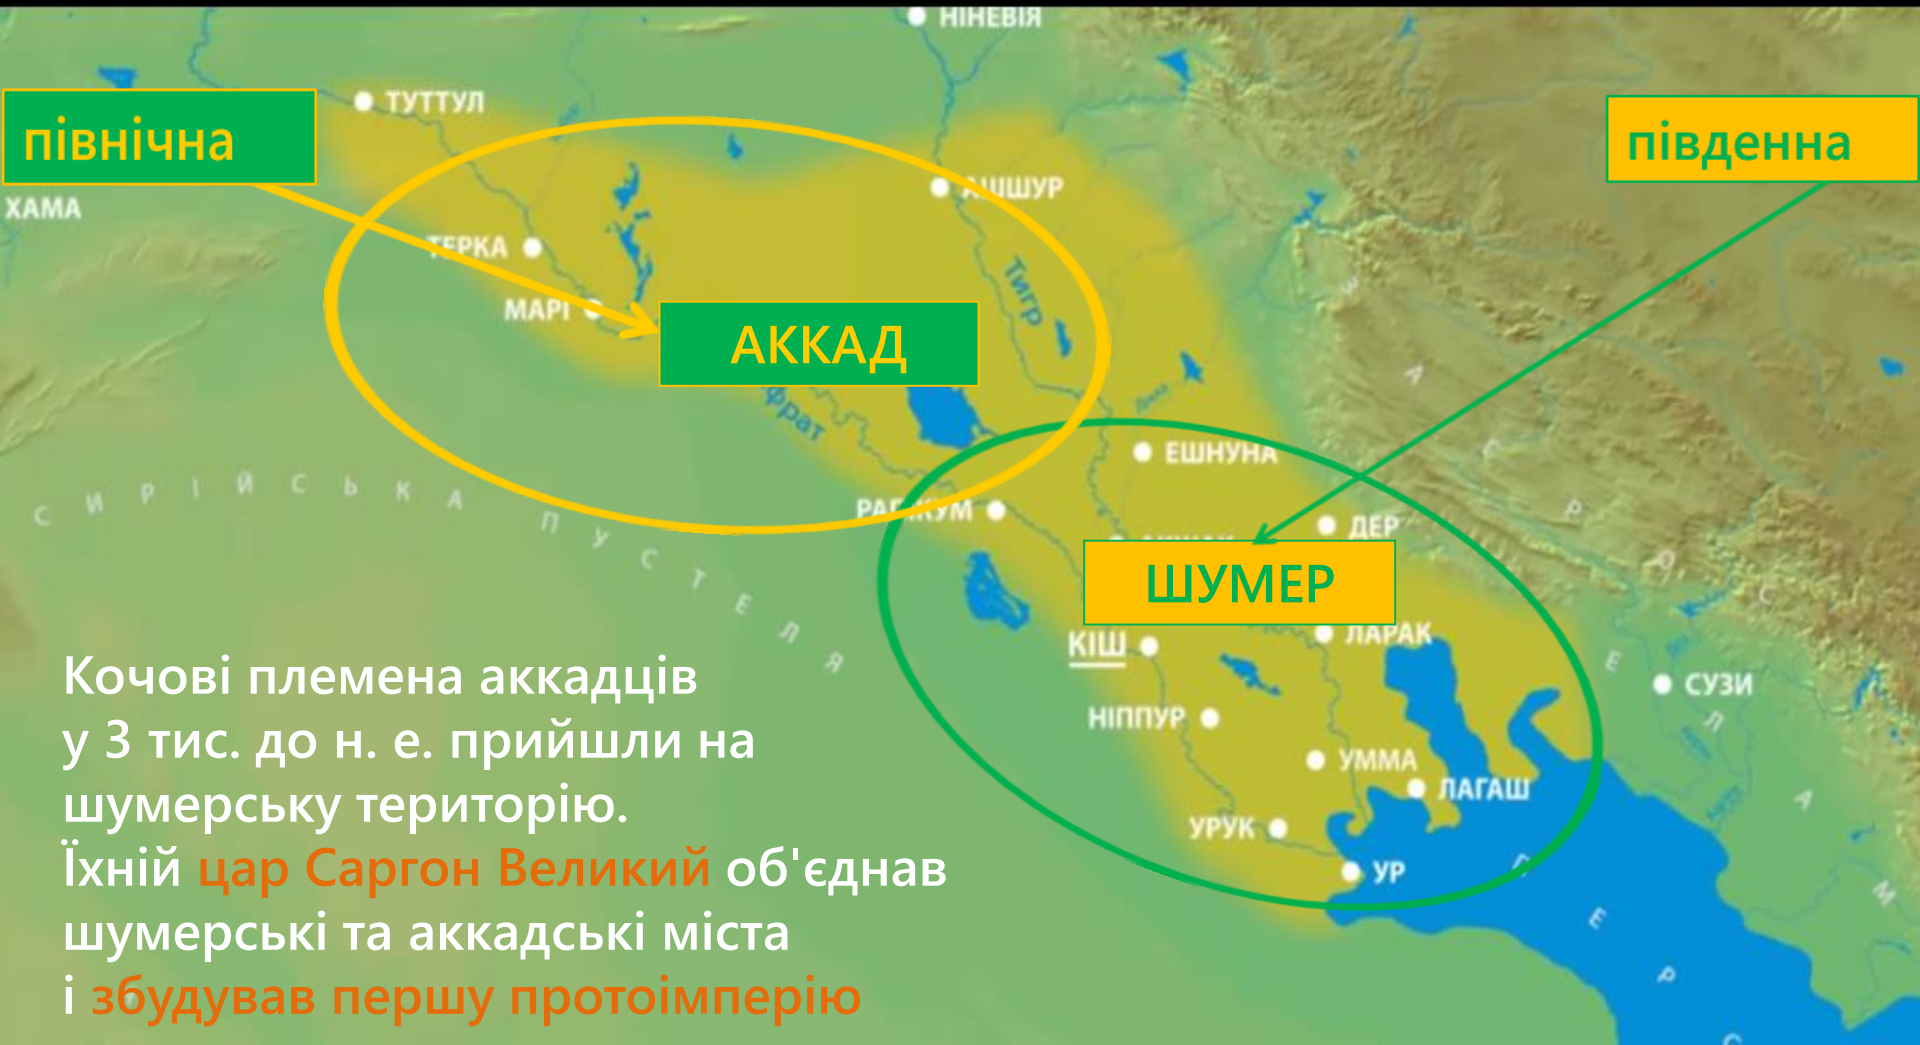 НІНЕВІЯ
ТУТТУЛ
північна
південна
ХАМА
АШШУР
ТЕРКА
Тигр
МАРІ
АККАД
ЕШНУНА
СИРІЙСЬКА ПУСТЕЛЯ
ДЕР
ШУМЕР
КІШ
ЛАРАК
СУЗИ
НІППУР
УММА
ЛАГАШ
УРУК
УР
Кочові племена аккадців
у 3 тис. до н. е. прийшли на
шумерську територію.
Їхній цар Саргон Великий об'єднав
шумерські та аккадські міста
і збудував першу протоімперію